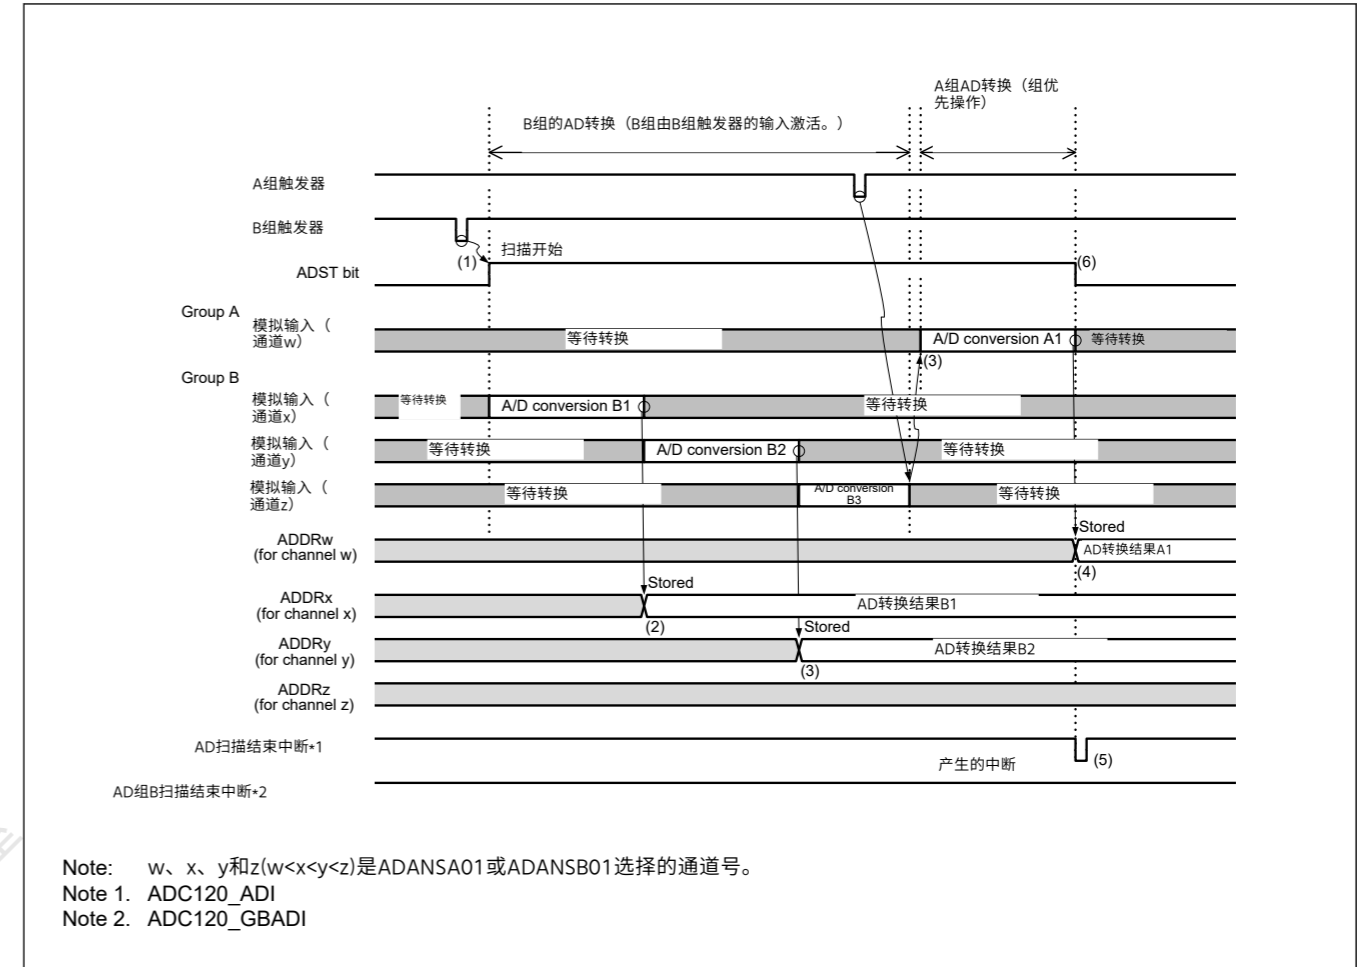 A组AD转换（组优
先操作）
B组的AD转换（B组由B组触发器的输入激活。）
A组触发器
B组触发器
(1)
扫描开始
ADST bit
(6)
Group A
模拟输入（
通道w）
等待转换
A/D conversion A1
等待转换
(3)
Group B
模拟输入（
通道x）
等待转换
A/D conversion B1
等待转换
模拟输入（
通道y）
等待转换
A/D conversion B2
等待转换
模拟输入（
通道z）
等待转换
A/D conversion
B3
等待转换
ADDRw
(for channel w)
Stored
AD转换结果A1
(4)
ADDRx
(for channel x)
Stored
AD转换结果B1
(2)
ADDRy
(for channel y)
Stored
AD转换结果B2
(3)
ADDRz
(for channel z)
AD扫描结束中断*1
产生的中断
(5)
AD组B扫描结束中断*2
Note: w、x、y和z(w<x<y<z)是ADANSA01或ADANSB01选择的通道号。
Note 1. ADC120_ADI
Note 2. ADC120_GBADI